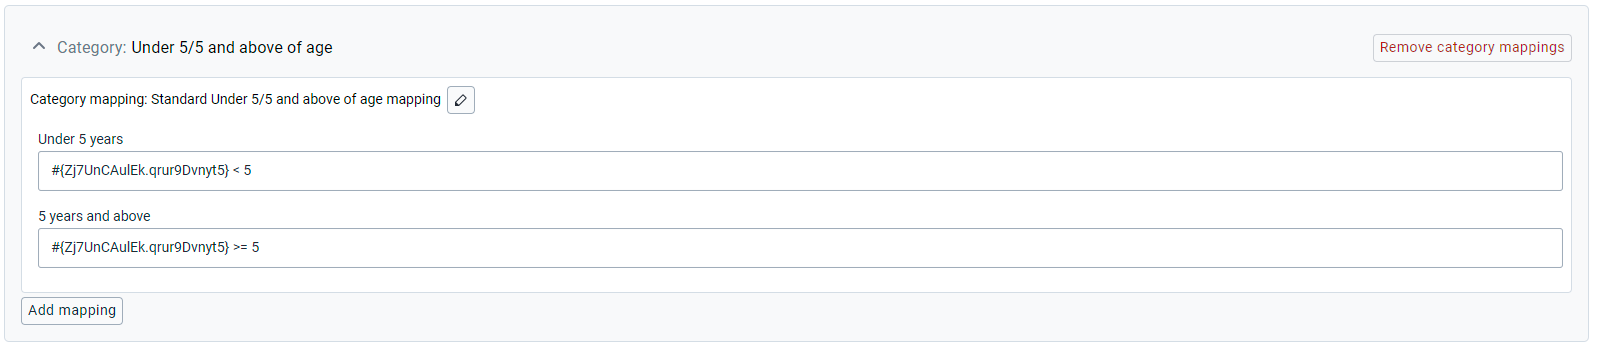 Category: Under 5/5 and above of age
Remove category mappings
Category mapping: Standard Under 5/5 and above of age mapping
Under 5 years
#{Zj7UnCAulEk.qrur9Dvnyt5} < 5
5 years and above
#{Zj7UnCAulEk.qrur9Dvnyt5} >= 5
Add mapping